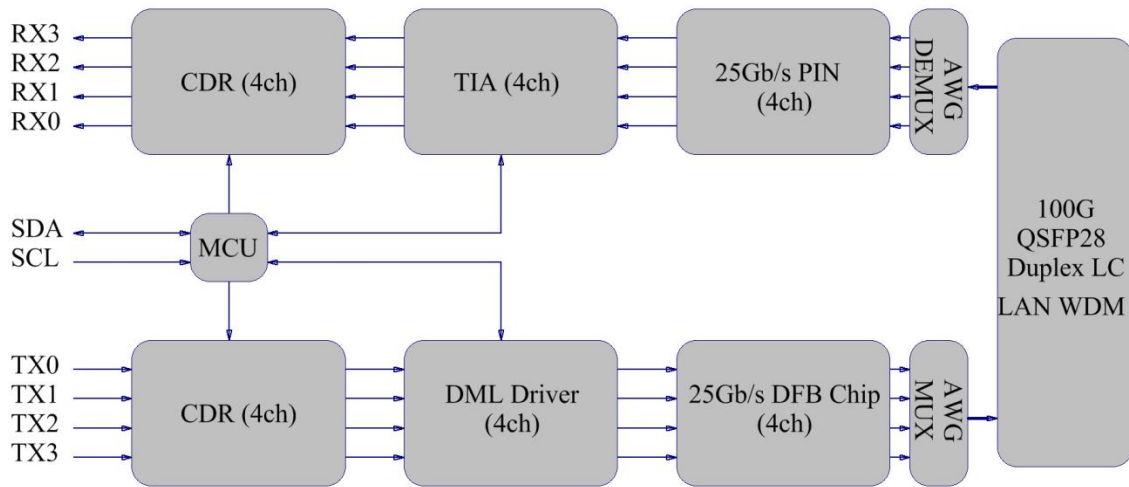 RX3
RX2
RX1
RX0
CDR (4ch)
TIA (4ch)
25Gb/s PIN
(4ch)
AWG
DEMUX
SDA
SCL
MCU
100G
QSFP28
Duplex LC
LAN WDM
TX0
TX1
TX2
TX3
CDR (4ch)
DML Driver
(4ch)
25Gb/s DFB Chip
(4ch)
AWG
MUX